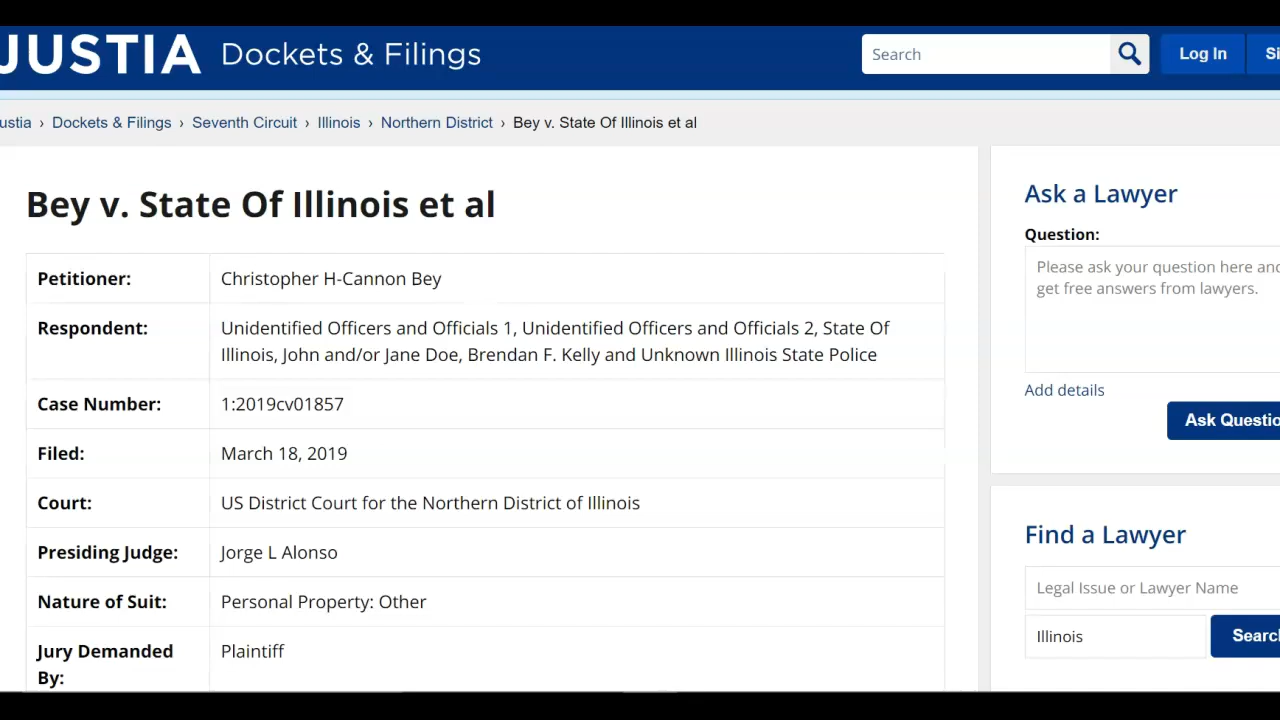 JUSTIA Dockets & Filings
Search
Log In
ustia › Dockets & Filings › Seventh Circuit › Illinois › Northern District › Bey v. State Of Illinois et al
Bey v. State Of Illinois et al
Petitioner: Christopher H-Cannon Bey
Respondent: Unidentified Officers and Officials 1, Unidentified Officers and Officials 2, State Of
Illinois, John and/or Jane Doe, Brendan F. Kelly and Unknown Illinois State Police
Case Number: 1:2019cv01857
Filed: March 18, 2019
Court: US District Court for the Northern District of Illinois
Presiding Judge: Jorge L Alonso
Nature of Suit: Personal Property: Other
Jury Demanded Plaintiff
By:
Ask a Lawyer
Question:
Please ask your question here and
get free answers from lawyers.
Add details
Ask Questio
Find a Lawyer
Legal Issue or Lawyer Name
Illinois
Search